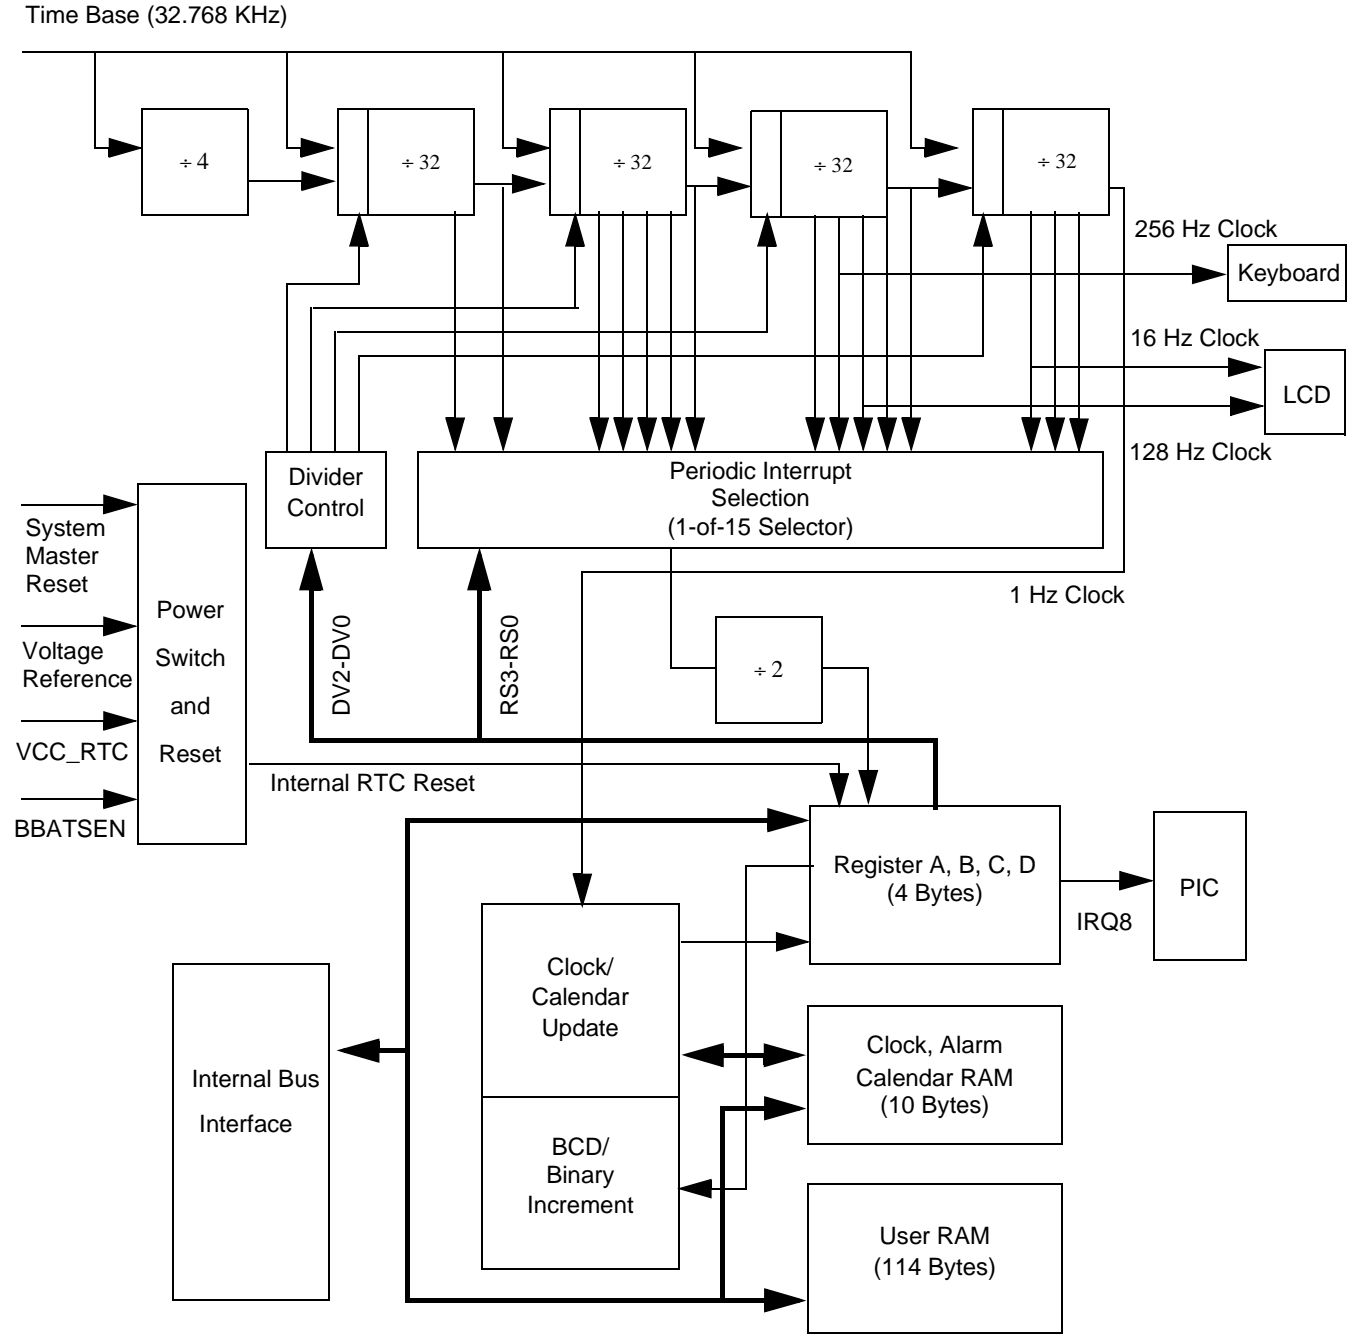 Time Base (32.768 KHz)
÷ 4
÷ 32
÷ 32
÷ 32
÷ 32
256 Hz Clock
Keyboard
16 Hz Clock
LCD
128 Hz Clock
Divider
Control
Periodic Interrupt
Selection
(1-of-15 Selector)
System
Master
Reset
Voltage
Reference
VCC_RTC
BBATSEN
Power
Switch
and
Reset
DV2-DV0
RS3-RS0
1 Hz Clock
÷ 2
Internal RTC Reset
Register A, B, C, D
(4 Bytes)
IRQ8
PIC
Clock/
Calendar
Update
BCD/
Binary
Increment
Internal Bus
Interface
Clock, Alarm
Calendar RAM
(10 Bytes)
User RAM
(114 Bytes)